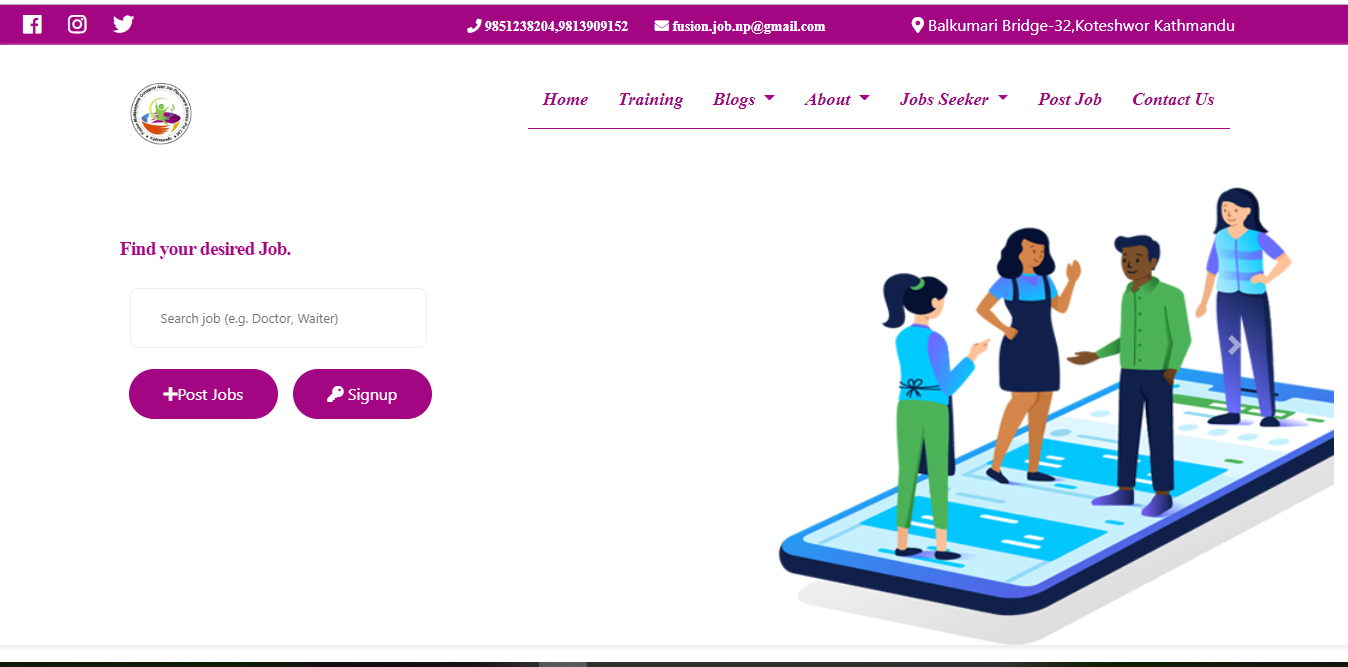 9851238204,9813909152 fusion.job.np@gmail.com Balkumari Bridge-32,Koteshwor Kathmandu
Home Training Blogs About Jobs Seeker Post Job Contact Us
Find your desired Job.
Search job (e.g. Doctor, Waiter)
Post Jobs Signup